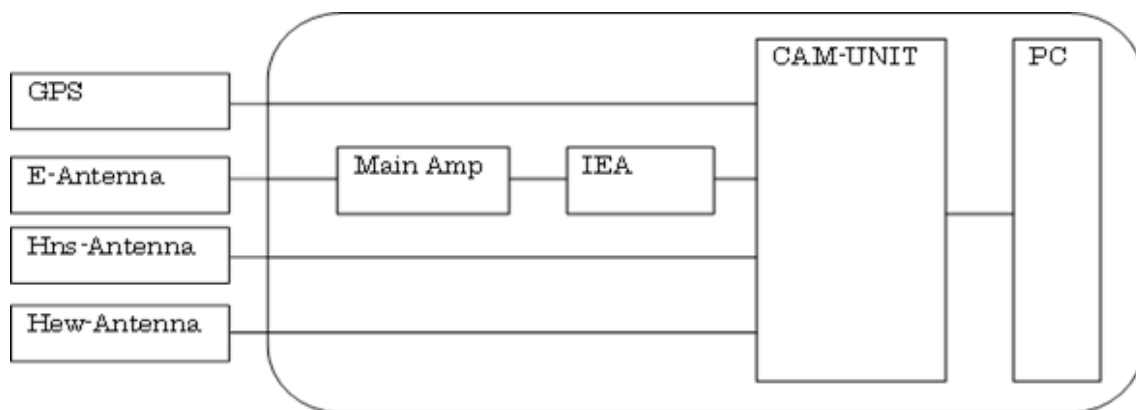 CAM-UNIT
PC
GPS
E-Antenna
Main Amp
IEA
Hns-Antenna
Hew-Antenna